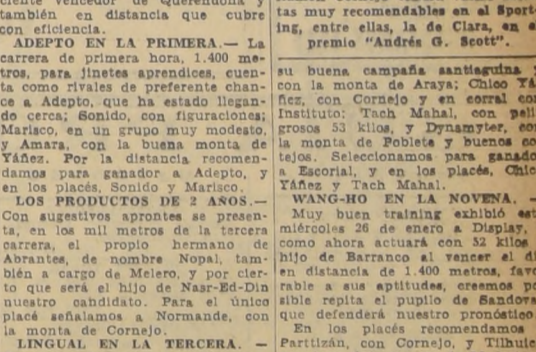 ciente vencedor de Querendona y
también en distancia que cubre
con eficiencia.
ADEPTO EN LA PRIMERA.— La
carrera de primera hora, 1.400 me-
tros, para jinetes aprendices, cuen-
ta como rivales de preferente chan-
ce a Adepto, que ha estado llegan-
do cerca; Sonido, con figuraciones;
Marisco, en un grupo muy modesto,
y Amara, con la buena monta de
Yáñez. Por la distancia recomen-
damos para ganador a Adepto, y
en los placés, Sonido y Marisco.
LOS PRODUCTOS DE 2 AÑOS.—
Con sugestivos aprontes se presen-
ta, en los mil metros de la tercera
carrera, el propio hermano de
Abrantes, de nombre Nopal, tam-
bién a cargo de Melero, y por cier-
to que será el hijo de Nasr-Ed-Din
nuestro candidato. Para el único
placé señalamos a Normande, con
la monta de Cornejo.
LINGUAL EN LA TERCERA. —
tas muy recomendables en el Sport-
ing, entre ellas, la de Clara, en e
premio "Andrés G. Scott".
su buena campaña santiaguina y
con la monta de Araya; Chico Yá-
ñez, con Cornejo y en corral con
Instituto; Tach Mahal, con peli-
grosos 53 kilos, y Dynamyter, con
la monta de Poblete y buenos co-
tejos. Seleccionamos para ganado
a Escorial, y en los placés, Chic
Yáñez y Tach Mahal.
WANG-HO EN LA NOVENA. —
Muy buen training exhibió est
miércoles 26 de enero a Display,
como ahora actuará con 52 kilos
hijo de Barranco al vencer el di
en distancia de 1.400 metros, favo
rable a sus aptitudes, creemos po
sible repita el pupilo de Sandova
que defenderá nuestro pronóstico
En los placés recomendamos
Parttizán, con Cornejo, y Tilhuic